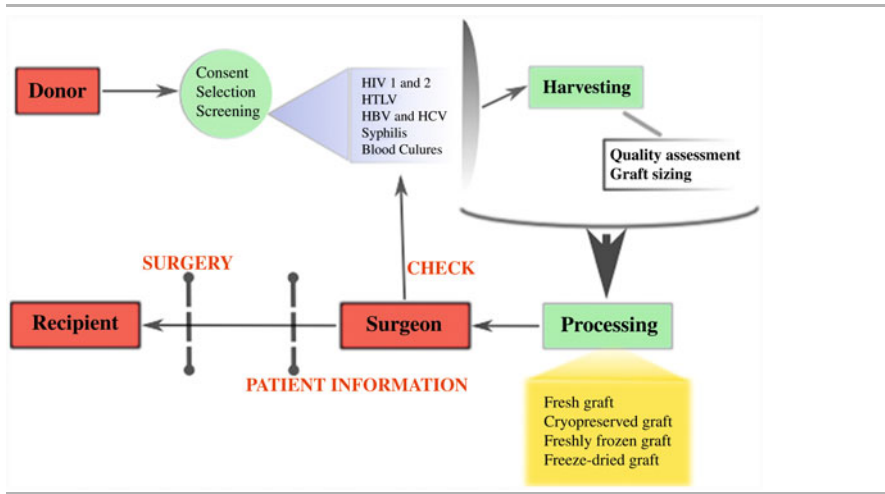 Donor
Consent
Selection
Screening
HIV 1 and 2
HTLV
HBV and HCV
Syphilis
Blood Culures
Harvesting
Quality assessment
Graft sizing
SURGERY
CHECK
Recipient
Surgeon
Processing
PATIENT INFORMATION
Fresh graft
Cryopreserved graft
Freshly frozen graft
Freeze-dried graft